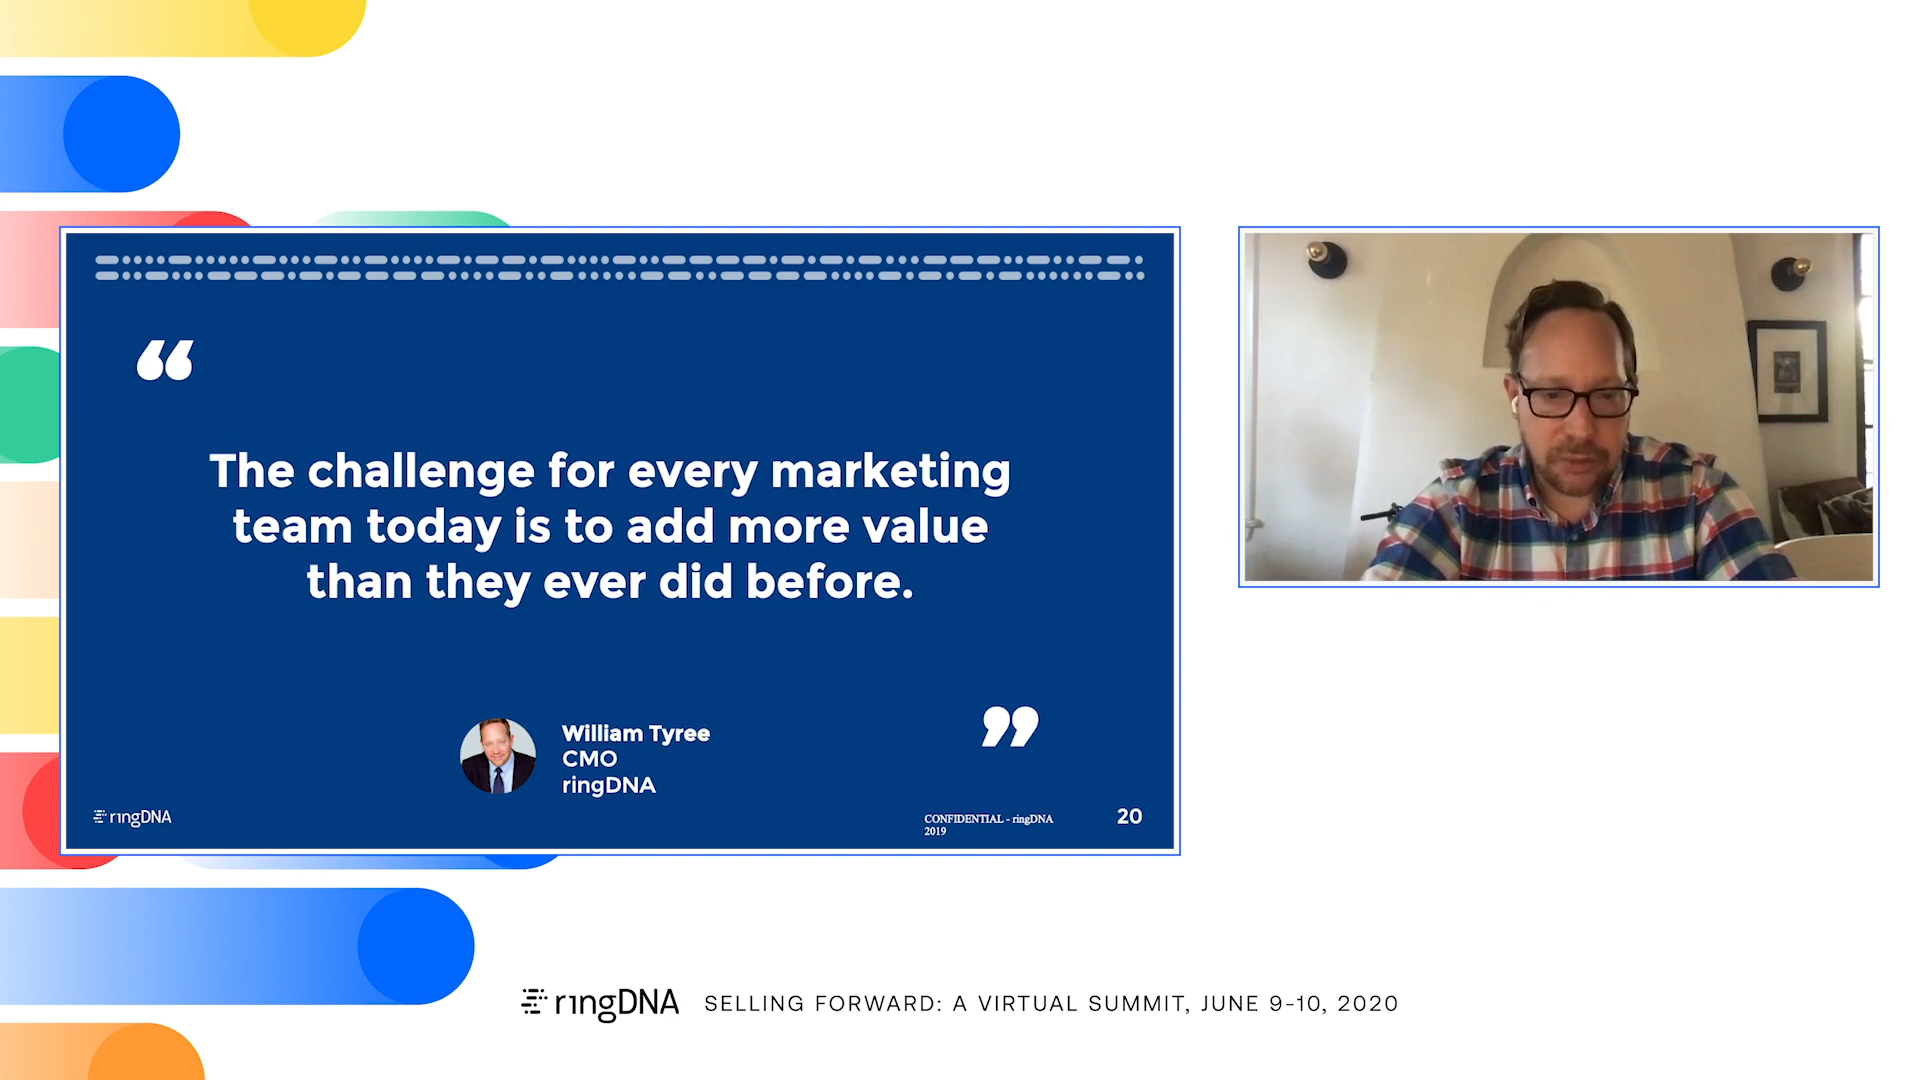 “
The challenge for every marketing
team today is to add more value
than they ever did before.
”
William Tyree
CMO
ringDNA
ringDNA
CONFIDENTIAL - ringDNA
2019
20
ringDNA SELLING FORWARD: A VIRTUAL SUMMIT, JUNE 9-10, 2020